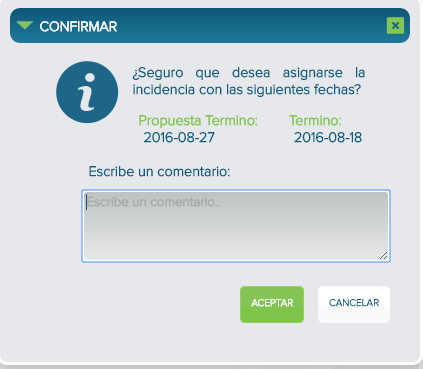 CONFIRMAR
¿Seguro que desea asignarse la
incidencia con las siguientes fechas?
Propuesta Termino: Termino:
2016-08-27 2016-08-18
Escribe un comentario:
Escribe un comentario..
ACEPTAR CANCELAR